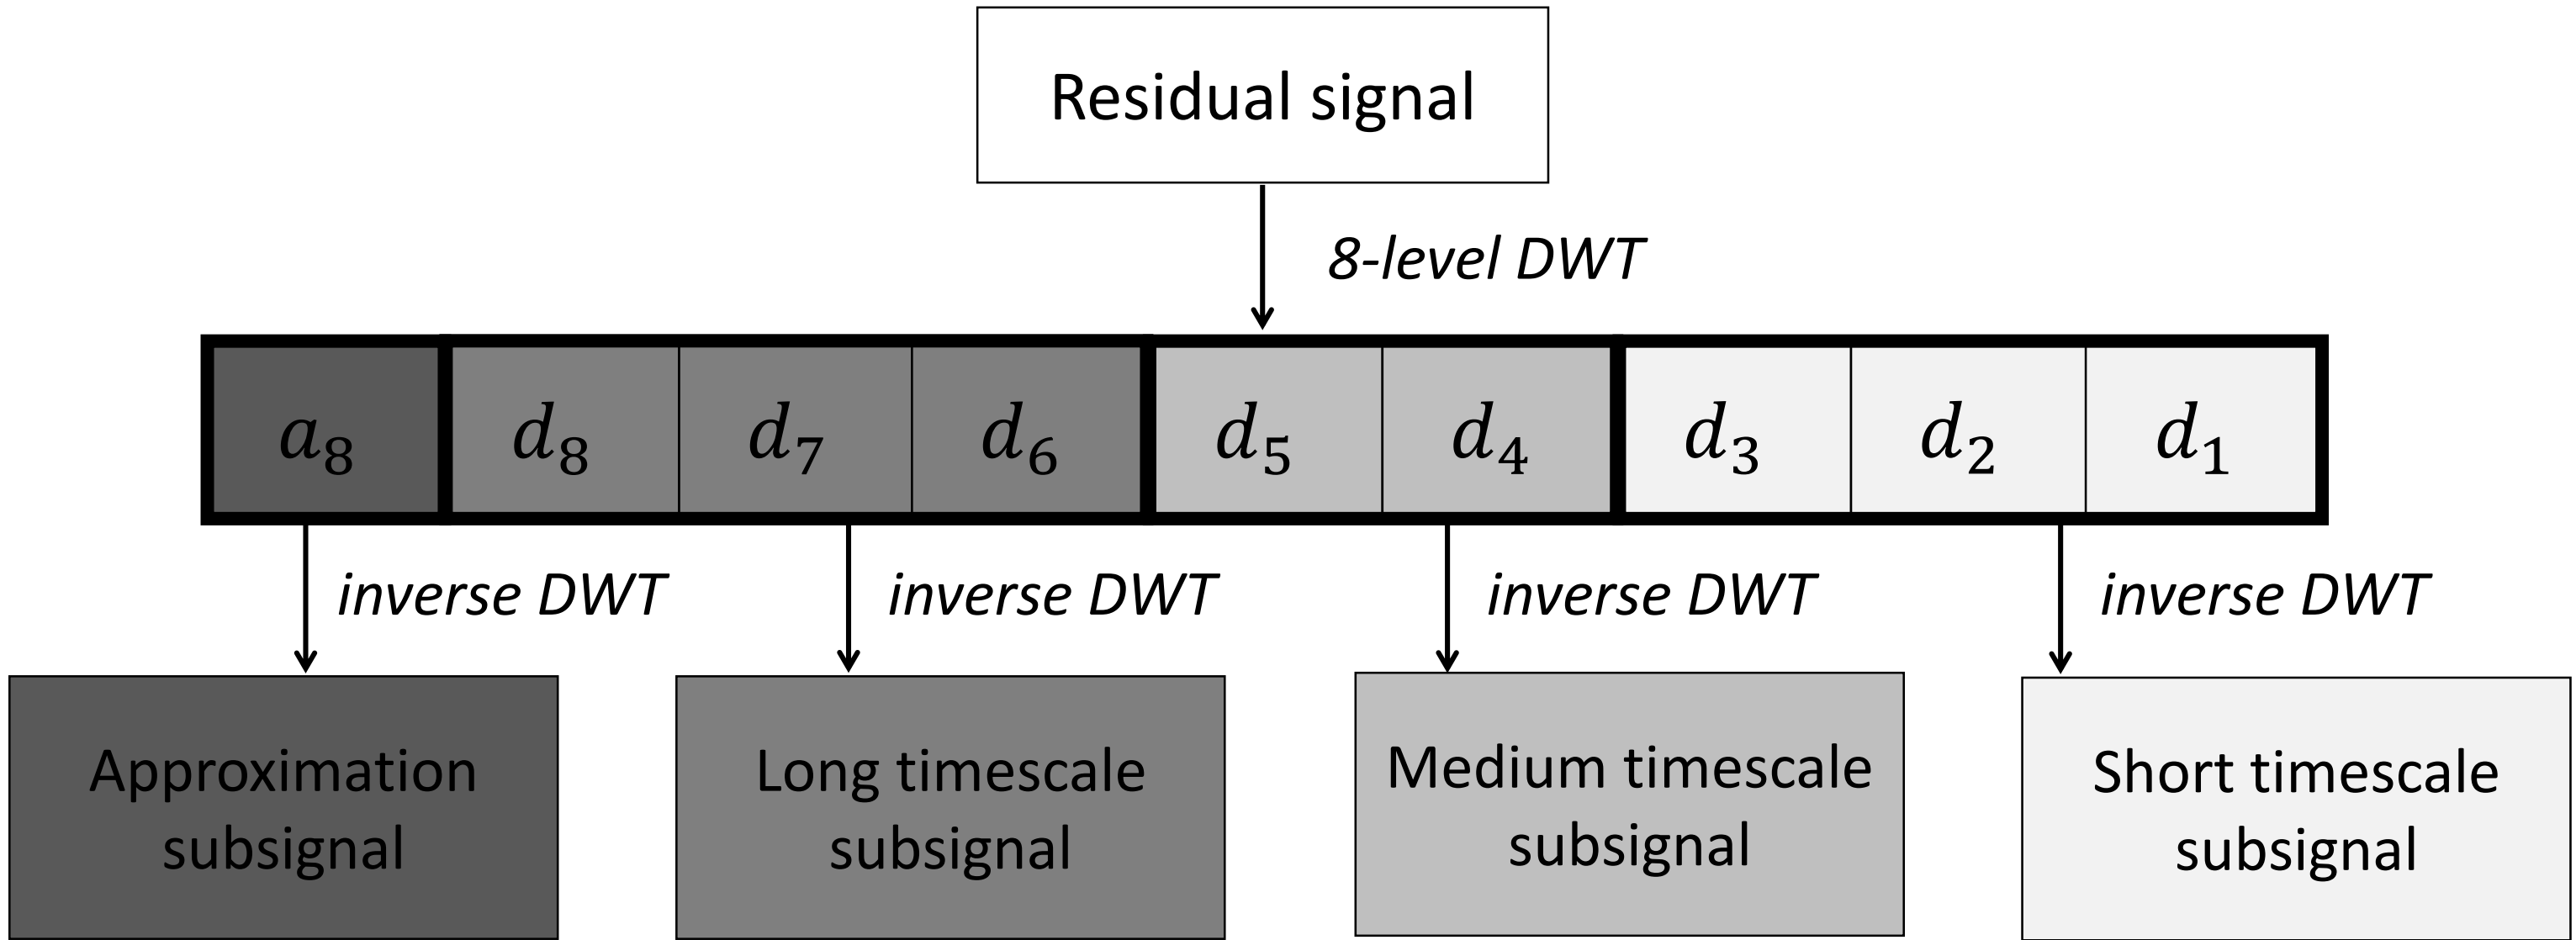 Residual signal
8-level DWT
a₈ d₈ d₇ d₆ d₅ d₄ d₃ d₂ d₁
inverse DWT inverse DWT inverse DWT inverse DWT
Approximation
subsignal
Long timescale
subsignal
Medium timescale
subsignal
Short timescale
subsignal